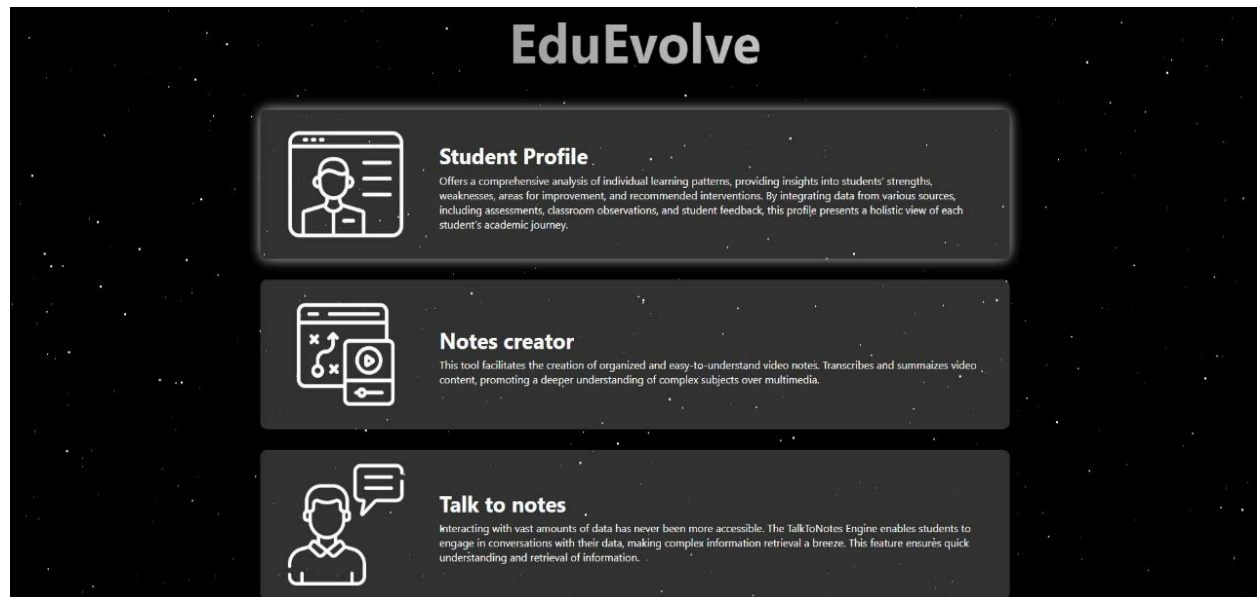 EduEvolve
Student Profile
Offers a comprehensive analysis of individual learning patterns, providing insights into students' strengths,
weaknesses, areas for improvement, and recommended interventions. By integrating data from various sources,
including assessments, classroom observations, and student feedback, this profile presents a holistic view of each
student's academic journey.
Notes creator
This tool facilitates the creation of organized and easy-to-understand video notes. Transcribes and summaizes video
content, promoting a deeper understanding of complex subjects over multimedia.
Talk to notes
Interacting with vast amounts of data has never been more accessible. The TalkToNotes Engine enables students to
engage in conversations with their data, making complex information retrieval a breeze. This feature ensures quick
understanding and retrieval of information.